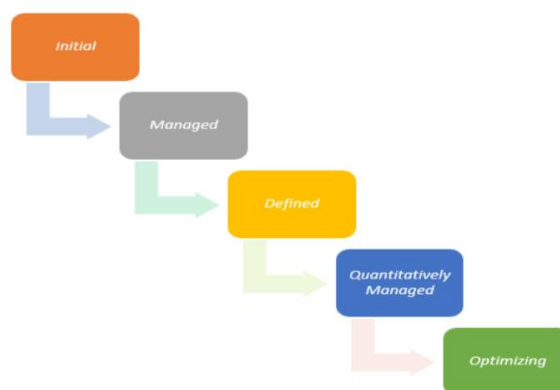 Initial
Managed
Defined
Quantitatively
Managed
Optimizing